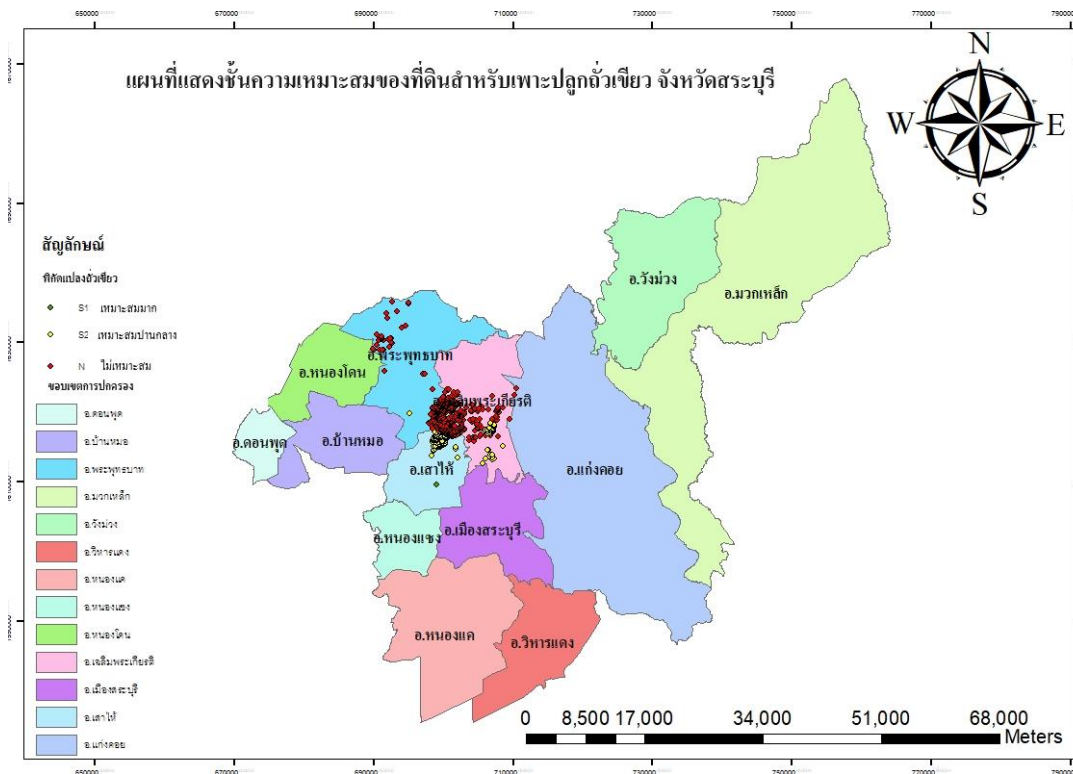 650000
670000
690000
710000
730000
750000
770000
แผนที่แสดงชั้นความเหมาะสมของที่ดินสำหรับเพาะปลูกถั่วเขียว จังหวัดสระบุรี
N
W
E
S
สัญลักษณ์
พิกัดแปลงถั่วเขียว
S1 เหมาะสมมาก
S2 เหมาะสมปานกลาง
N ไม่เหมาะสม
ขอบเขตการปกครอง
อ.ดอนพุด
อ.บ้านหมอ
อ.พระพุทธบาท
อ.มวกเหล็ก
อ.วังม่วง
อ.วิหารแดง
อ.หนองแค
อ.หนองแซง
อ.หนองโดน
อ.เฉลิมพระเกียรติ
อ.เมืองสระบุรี
อ.เสาไห้
อ.แก่งคอย
อ.วังม่วง
อ.มวกเหล็ก
อ.พระพุทธบาท
อ.หนองโดน
อ.บ้านหมอ
อ.ดอนพุด
อ.เสาไห้
อ.แก่งคอย
อ.เมืองสระบุรี
อ.หนองแซง
อ.หนองแค
อ.วิหารแดง
0 8,500 17,000 34,000 51,000 68,000
Meters
650000
670000
690000
710000
730000
750000
770000